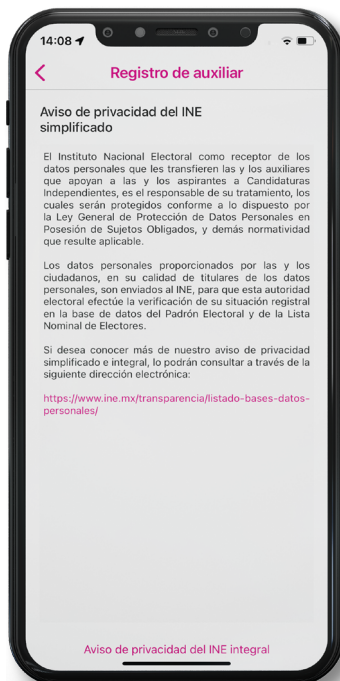 14:08
Registro de auxiliar
Aviso de privacidad del INE
simplificado
El Instituto Nacional Electoral como receptor de los
datos personales que les transfieren las y los auxiliares
que apoyan a las y los aspirantes a Candidaturas
Independientes, es el responsable de su tratamiento, los
cuales serán protegidos conforme a lo dispuesto por
la Ley General de Protección de Datos Personales en
Posesión de Sujetos Obligados, y demás normatividad
que resulte aplicable.
Los datos personales proporcionados por las y los
ciudadanos, en su calidad de titulares de los datos
personales, son enviados al INE, para que esta autoridad
electoral efectúe la verificación de su situación registral
en la base de datos del Padrón Electoral y de la Lista
Nominal de Electores.
Si desea conocer más de nuestro aviso de privacidad
simplificado e integral, lo podrán consultar a través de la
siguiente dirección electrónica:
https://www.ine.mx/transparencia/listado-bases-datos-
personales/
Aviso de privacidad del INE integral